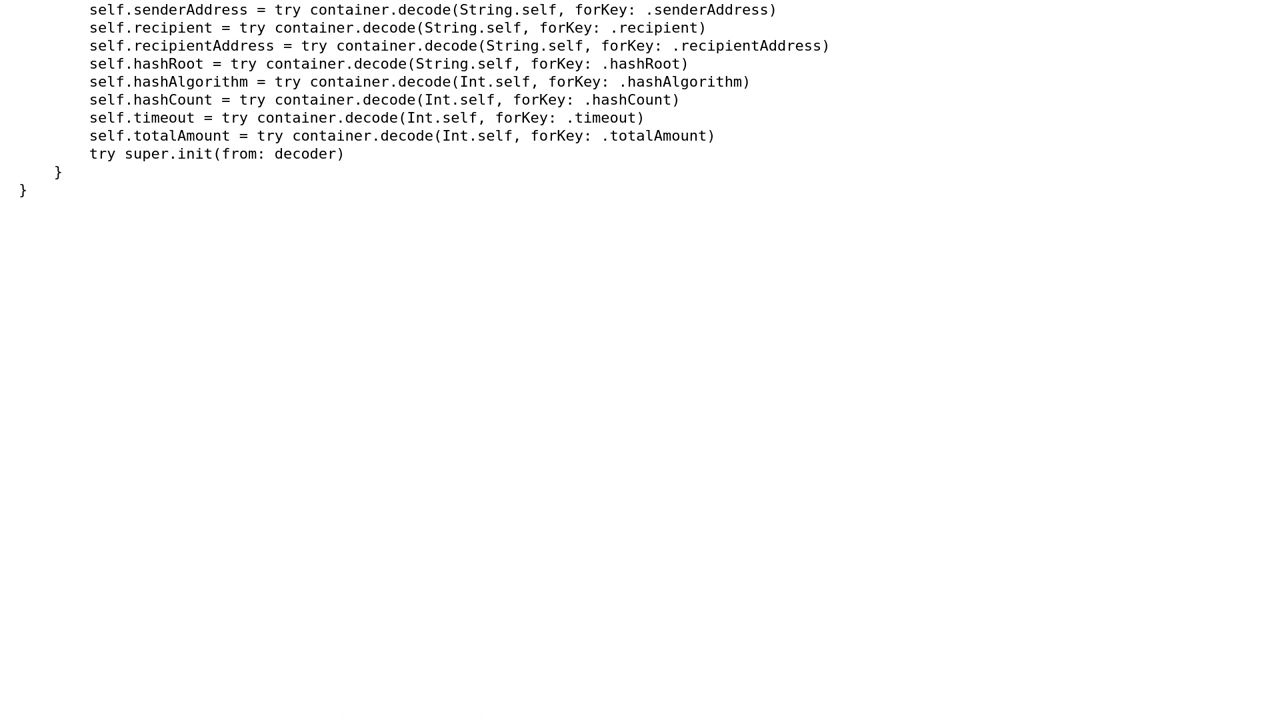 self.senderAddress = try container.decode(String.self, forKey: .senderAddress)
        self.recipient = try container.decode(String.self, forKey: .recipient)
        self.recipientAddress = try container.decode(String.self, forKey: .recipientAddress)
        self.hashRoot = try container.decode(String.self, forKey: .hashRoot)
        self.hashAlgorithm = try container.decode(Int.self, forKey: .hashAlgorithm)
        self.hashCount = try container.decode(Int.self, forKey: .hashCount)
        self.timeout = try container.decode(Int.self, forKey: .timeout)
        self.totalAmount = try container.decode(Int.self, forKey: .totalAmount)
        try super.init(from: decoder)
    }
}